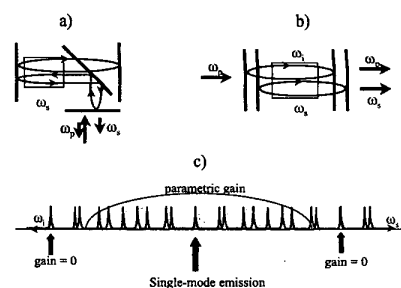 a)
b)
ωs
ωp
ωs
ωp
ωi
ωs
ωp
ωs
c)
parametric gain
ωi
ωs
gain = 0
gain = 0
Single-mode emission